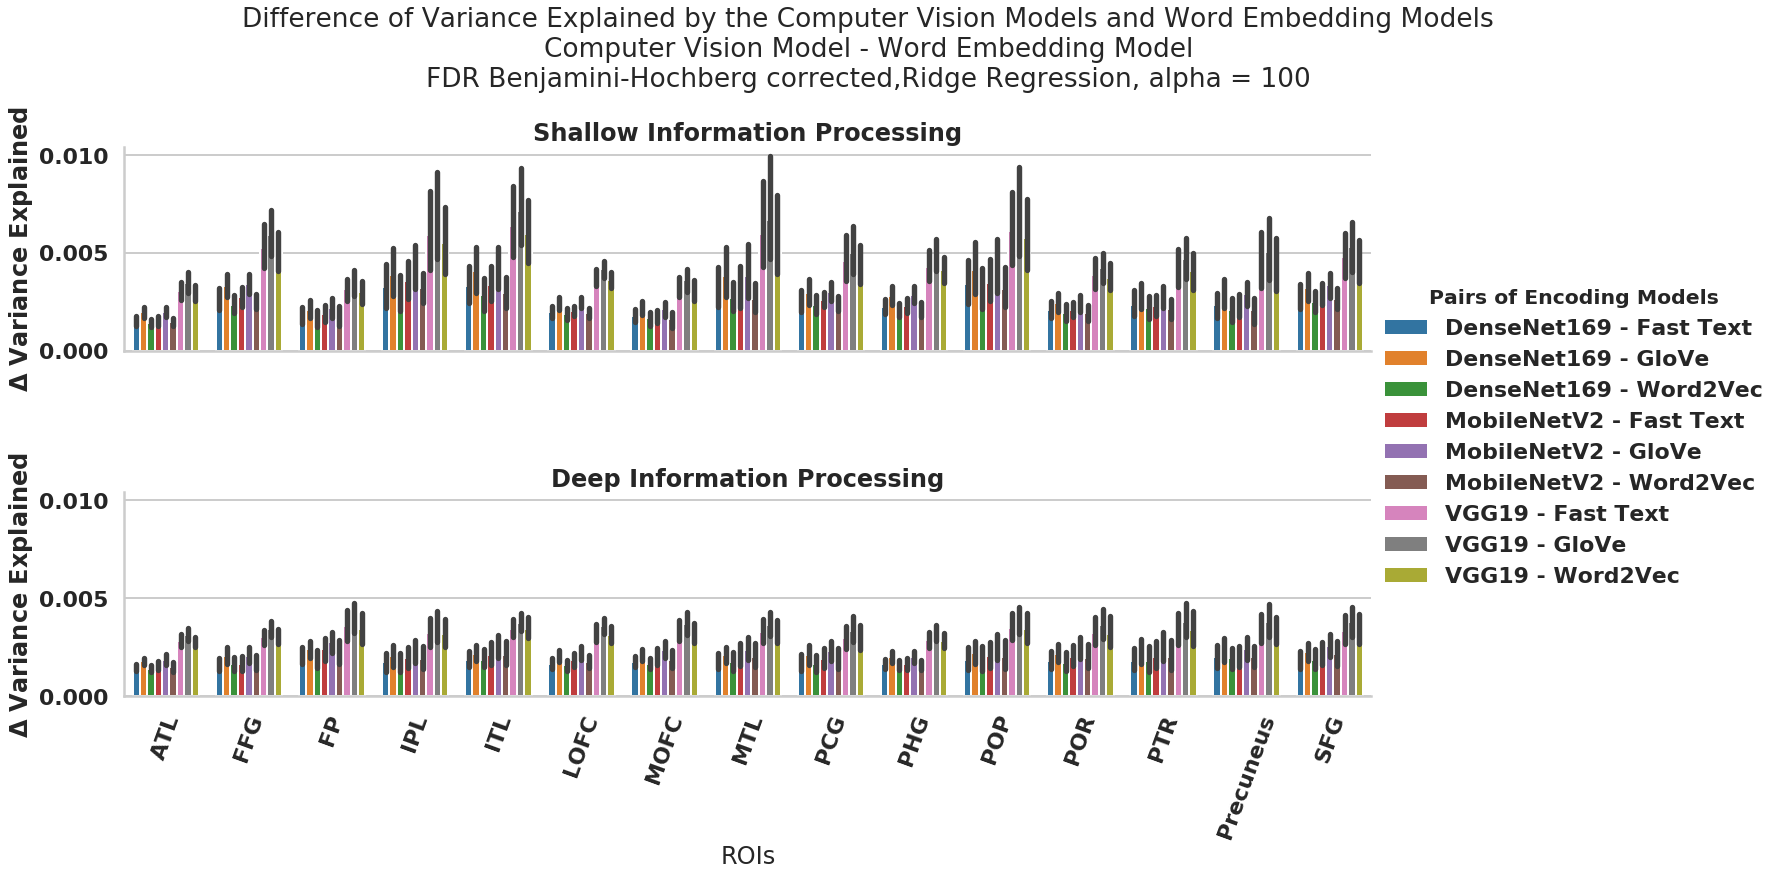 Difference of Variance Explained by the Computer Vision Models and Word Embedding Models
Computer Vision Model - Word Embedding Model
FDR Benjamini-Hochberg corrected,Ridge Regression, alpha = 100
Shallow Information Processing
Δ Variance Explained
0.010
0.005
0.000
Deep Information Processing
Δ Variance Explained
0.010
0.005
0.000
ATL
FFG
FP
IPL
ITL
LOFC
MOFC
MTL
PCG
PHG
POP
POR
PTR
Precuneus
SFG
ROIs
Pairs of Encoding Models
DenseNet169 - Fast Text
DenseNet169 - GloVe
DenseNet169 - Word2Vec
MobileNetV2 - Fast Text
MobileNetV2 - GloVe
MobileNetV2 - Word2Vec
VGG19 - Fast Text
VGG19 - GloVe
VGG19 - Word2Vec